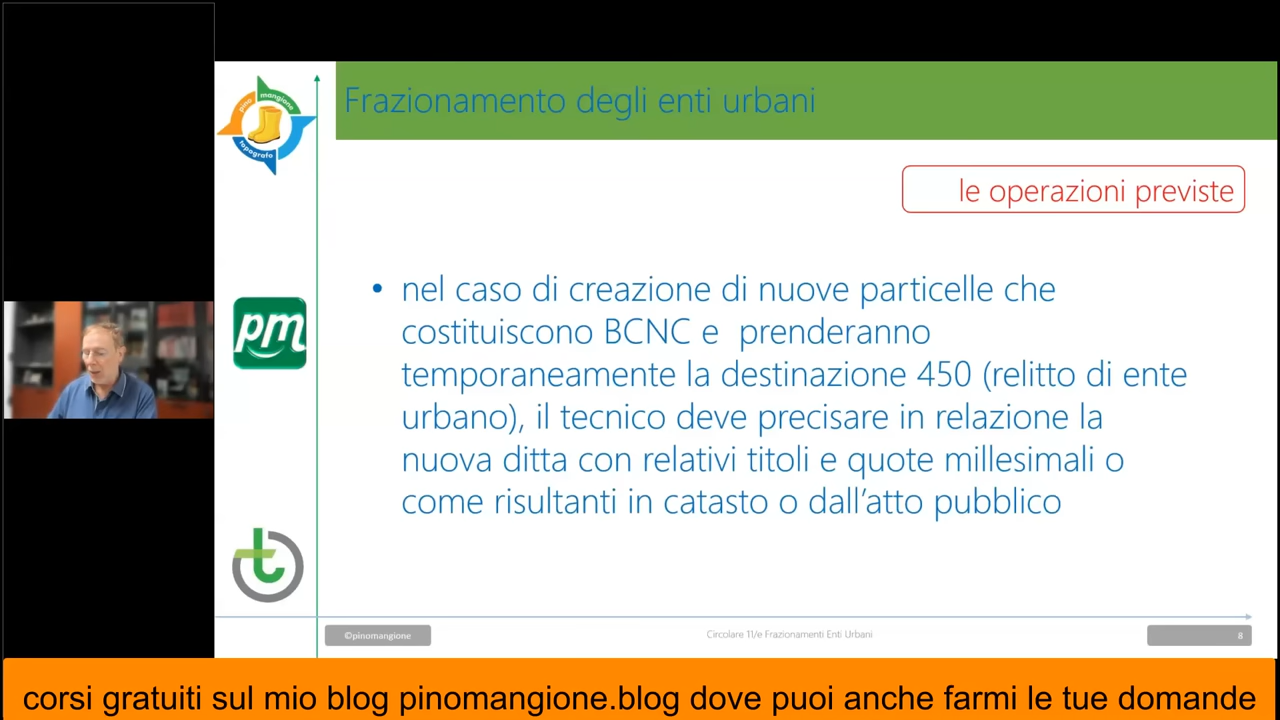 Frazionamento degli enti urbani
pino
mangione
topografo
le operazioni previste
• nel caso di creazione di nuove particelle che
costituiscono BCNC e prenderanno
temporaneamente la destinazione 450 (relitto di ente
urbano), il tecnico deve precisare in relazione la
nuova ditta con relativi titoli e quote millesimali o
come risultanti in catasto o dall'atto pubblico
pm
t
©pinomangione
Circolare 11/e Frazionamenti Enti Urbani
8
corsi gratuiti sul mio blog pinomangione.blog dove puoi anche farmi le tue domande